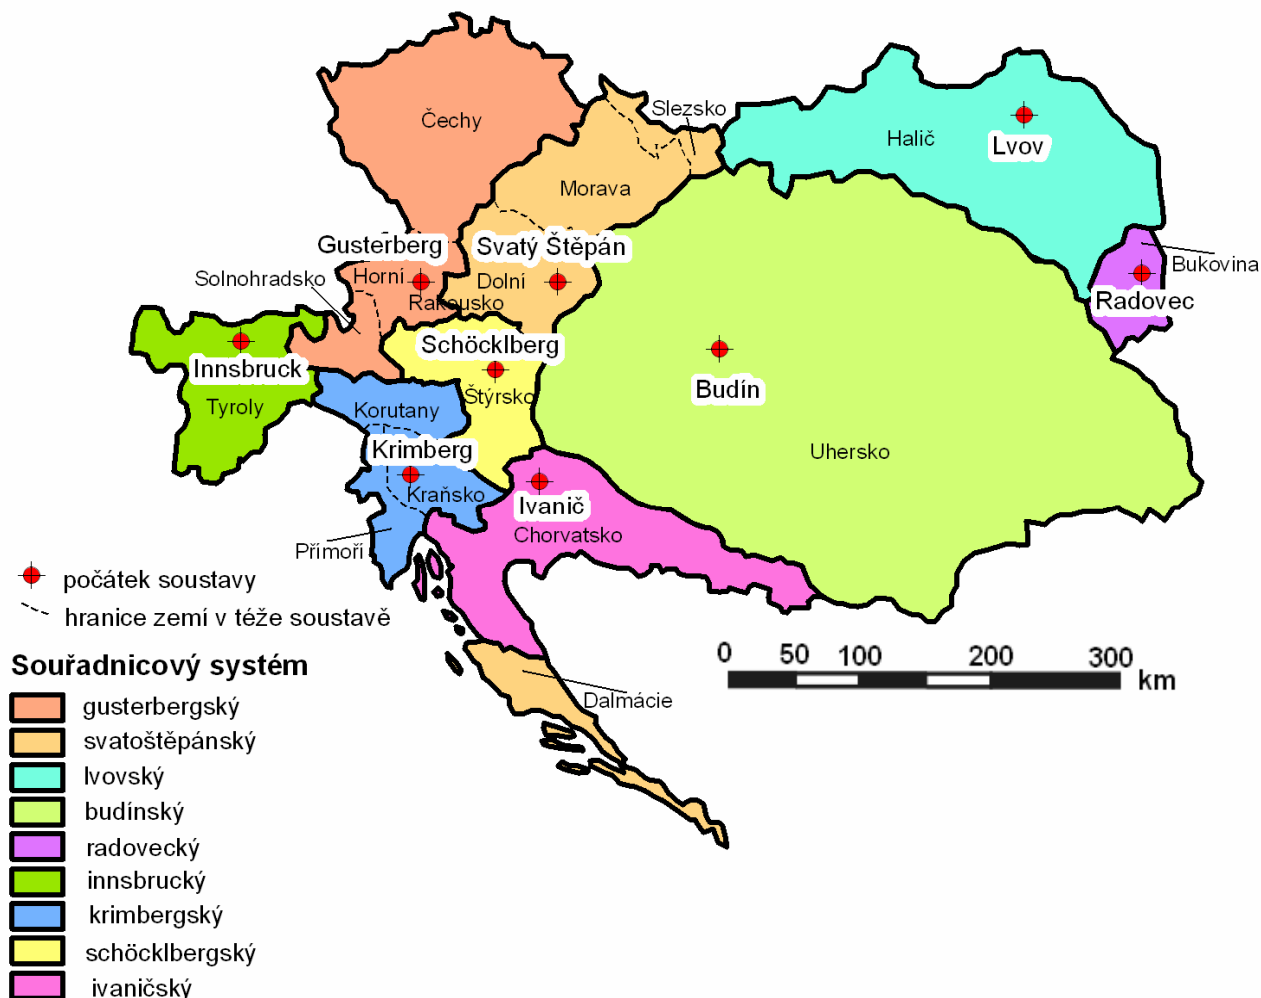 Čechy
Slezsko
Halič
Lvov
Morava
Gusterberg
Svatý Štěpán
Solnohradsko
Horní
Dolní
Rakousko
Bukovina
Radovec
Schöcklberg
Innsbruck
Budín
Tyroly
Korutany
Štýrsko
Krimberg
Uhersko
Kraňsko
Ivanič
Chorvatsko
Přímoří
počátek soustavy
hranice zemí v téže soustavě
Dalmácie
0 50 100 200 300
km
Souřadnicový systém
gusterbergský
svatoštěpánský
lvovský
budínský
radovecký
innsbrucký
krimbergský
schöcklbergský
ivaničský